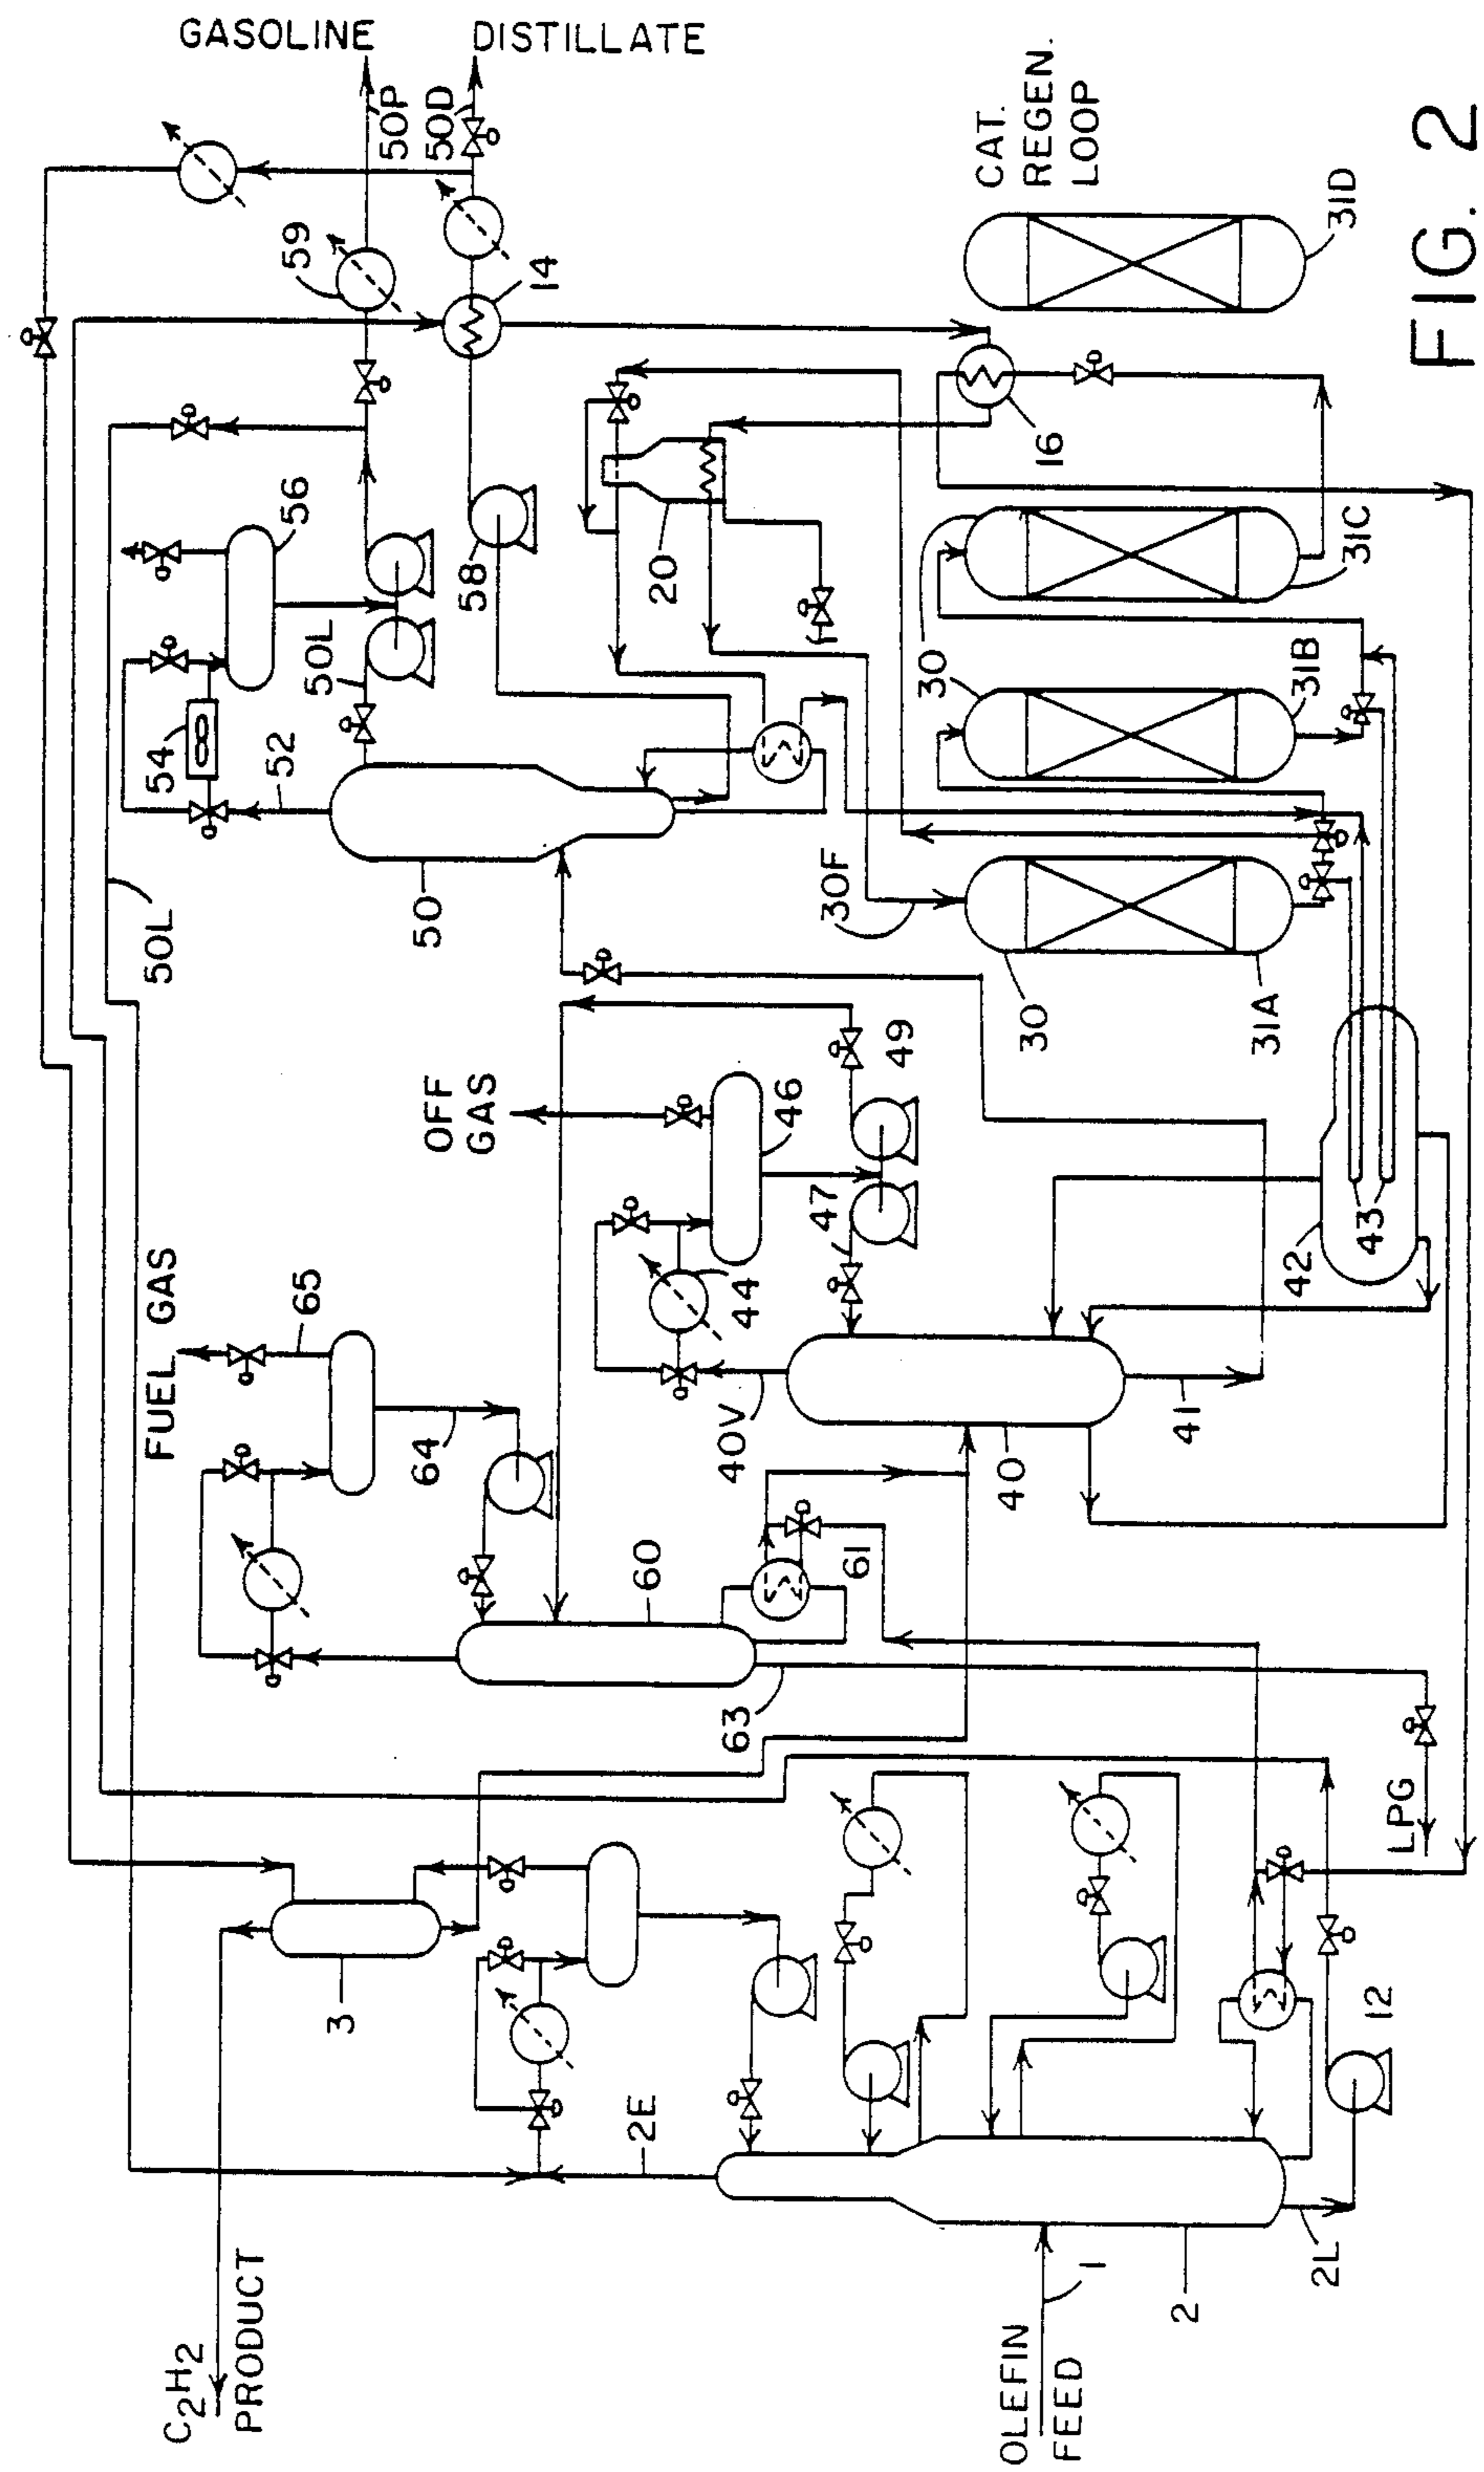 GASOLINE
DISTILLATE
50P
50D
59
14
CAT.
REGEN.
LOOP
31D
FIG. 2
56
54
52
50L
58
20
16
30
31C
30
31B
50L
50
30F
30
31A
OFF
GAS
46
49
47
44
43
42
FUEL GAS
65
64
40V
40
41
60
61
63
LPG
3
2E
12
C2H2
PRODUCT
OLEFIN
FEED
1
2
2L